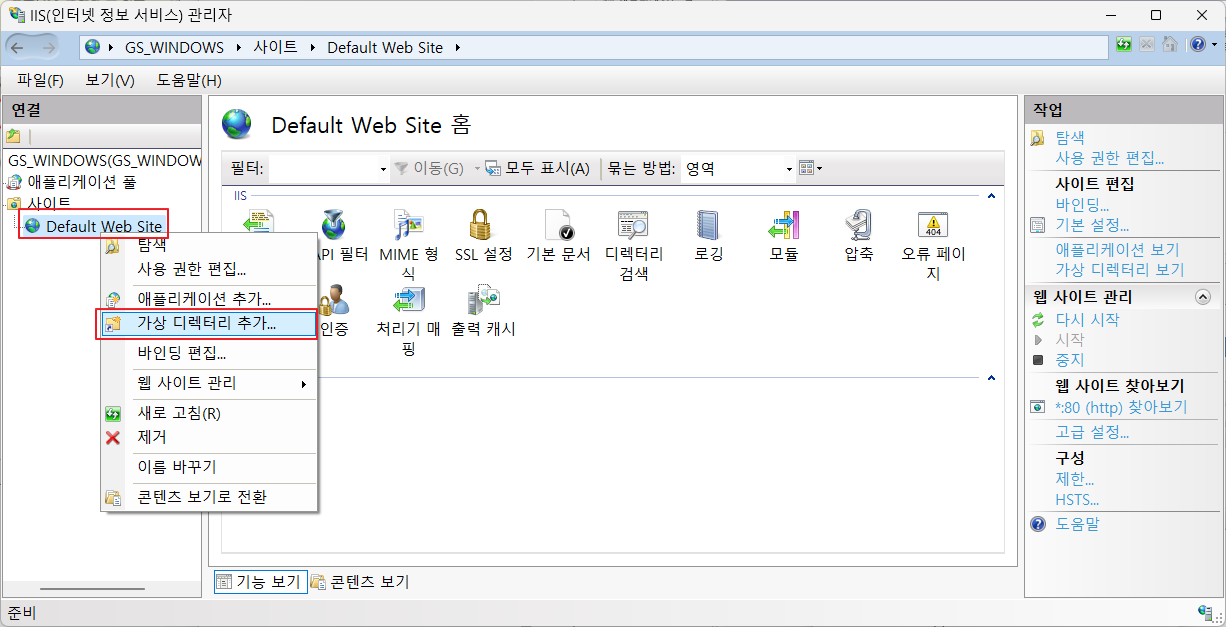 IIS(인터넷 정보 서비스) 관리자
GS_WINDOWS 사이트 Default Web Site
파일(F) 보기(V) 도움말(H)
연결
GS_WINDOWS(GS_WINDOW
애플리케이션 풀
사이트
Default Web Site
탐색
사용 권한 편집...
애플리케이션 추가...
가상 디렉터리 추가...
바인딩 편집...
웹 사이트 관리
새로 고침(R)
제거
이름 바꾸기
콘텐츠 보기로 전환
Default Web Site 홈
필터: 이동(G) 모두 표시(A) 묶는 방법: 영역
IIS
API 필터 MIME 형식 SSL 설정 기본 문서 디렉터리 검색 로깅 모듈 압축 오류 페이지
404
인증 처리기 매핑 출력 캐시
기능 보기 콘텐츠 보기
작업
탐색
사용 권한 편집...
사이트 편집
바인딩...
기본 설정...
애플리케이션 보기
가상 디렉터리 보기
웹 사이트 관리
다시 시작
시작
중지
웹 사이트 찾아보기
*:80 (http) 찾아보기
고급 설정...
구성
제한...
HSTS...
도움말
준비